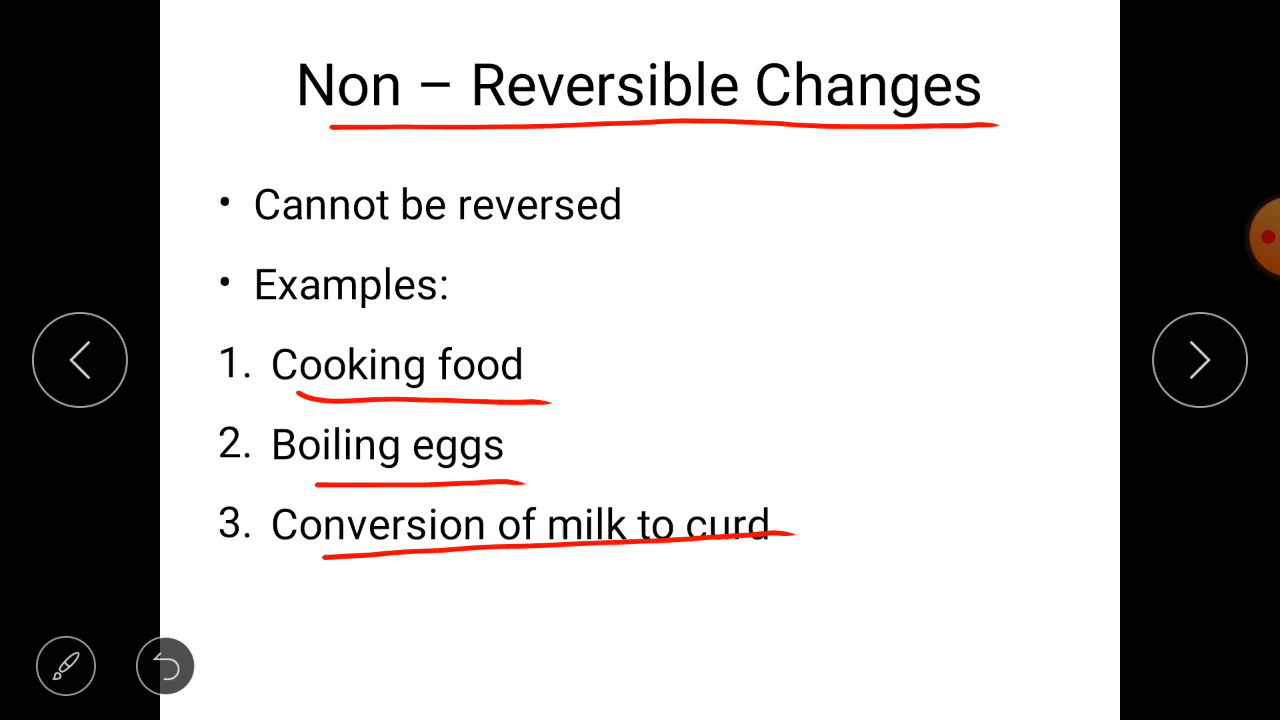 Non – Reversible Changes
• Cannot be reversed
• Examples:
1. Cooking food
2. Boiling eggs
3. Conversion of milk to curd